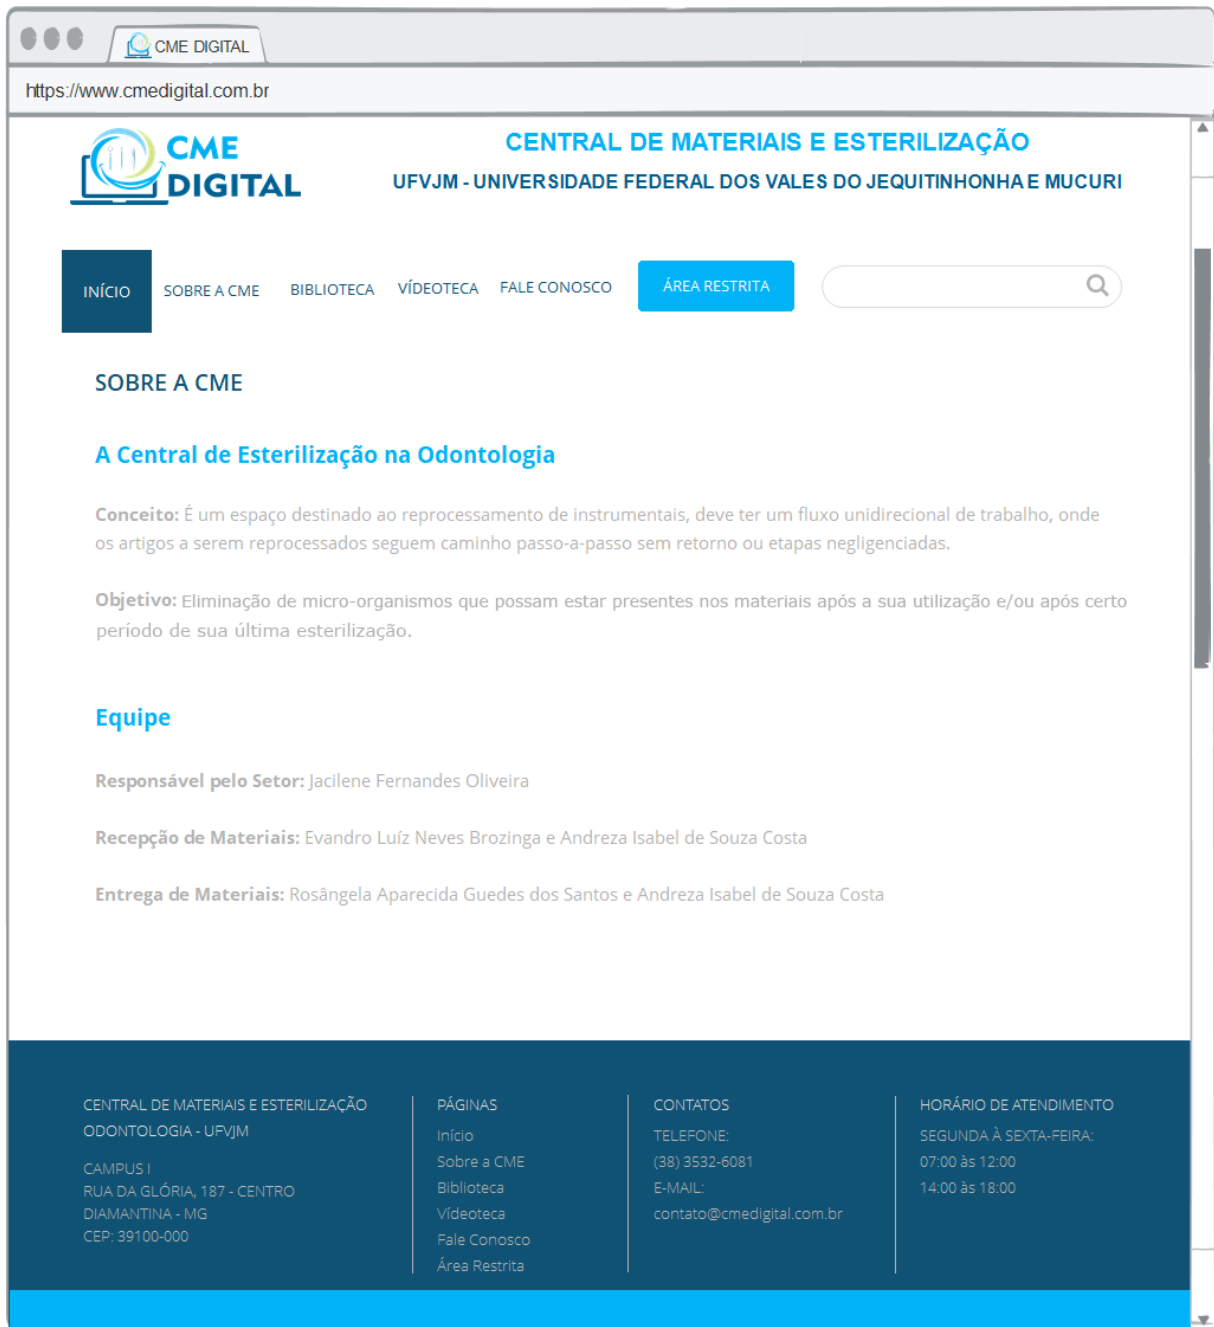 CME DIGITAL
https://www.cmedigital.com.br
CME
DIGITAL
CENTRAL DE MATERIAIS E ESTERILIZAÇÃO
UFVJM - UNIVERSIDADE FEDERAL DOS VALES DO JEQUITINHONHA E MUCURI
INÍCIO SOBRE A CME BIBLIOTECA VÍDEOTECA FALE CONOSCO ÁREA RESTRITA
SOBRE A CME
A Central de Esterilização na Odontologia
Conceito: É um espaço destinado ao reprocessamento de instrumentais, deve ter um fluxo unidirecional de trabalho, onde
os artigos a serem reprocessados seguem caminho passo-a-passo sem retorno ou etapas negligenciadas.
Objetivo: Eliminação de micro-organismos que possam estar presentes nos materiais após a sua utilização e/ou após certo
período de sua última esterilização.
Equipe
Responsável pelo Setor: Jacilene Fernandes Oliveira
Recepção de Materiais: Evandro Luíz Neves Brozinga e Andreza Isabel de Souza Costa
Entrega de Materiais: Rosângela Aparecida Guedes dos Santos e Andreza Isabel de Souza Costa
CENTRAL DE MATERIAIS E ESTERILIZAÇÃO
ODONTOLOGIA - UFVJM
CAMPUS I
RUA DA GLÓRIA, 187 - CENTRO
DIAMANTINA - MG
CEP: 39100-000
PÁGINAS
Início
Sobre a CME
Biblioteca
Vídeoteca
Fale Conosco
Área Restrita
CONTATOS
TELEFONE:
(38) 3532-6081
E-MAIL:
contato@cmedigital.com.br
HORÁRIO DE ATENDIMENTO
SEGUNDA À SEXTA-FEIRA:
07:00 às 12:00
14:00 às 18:00